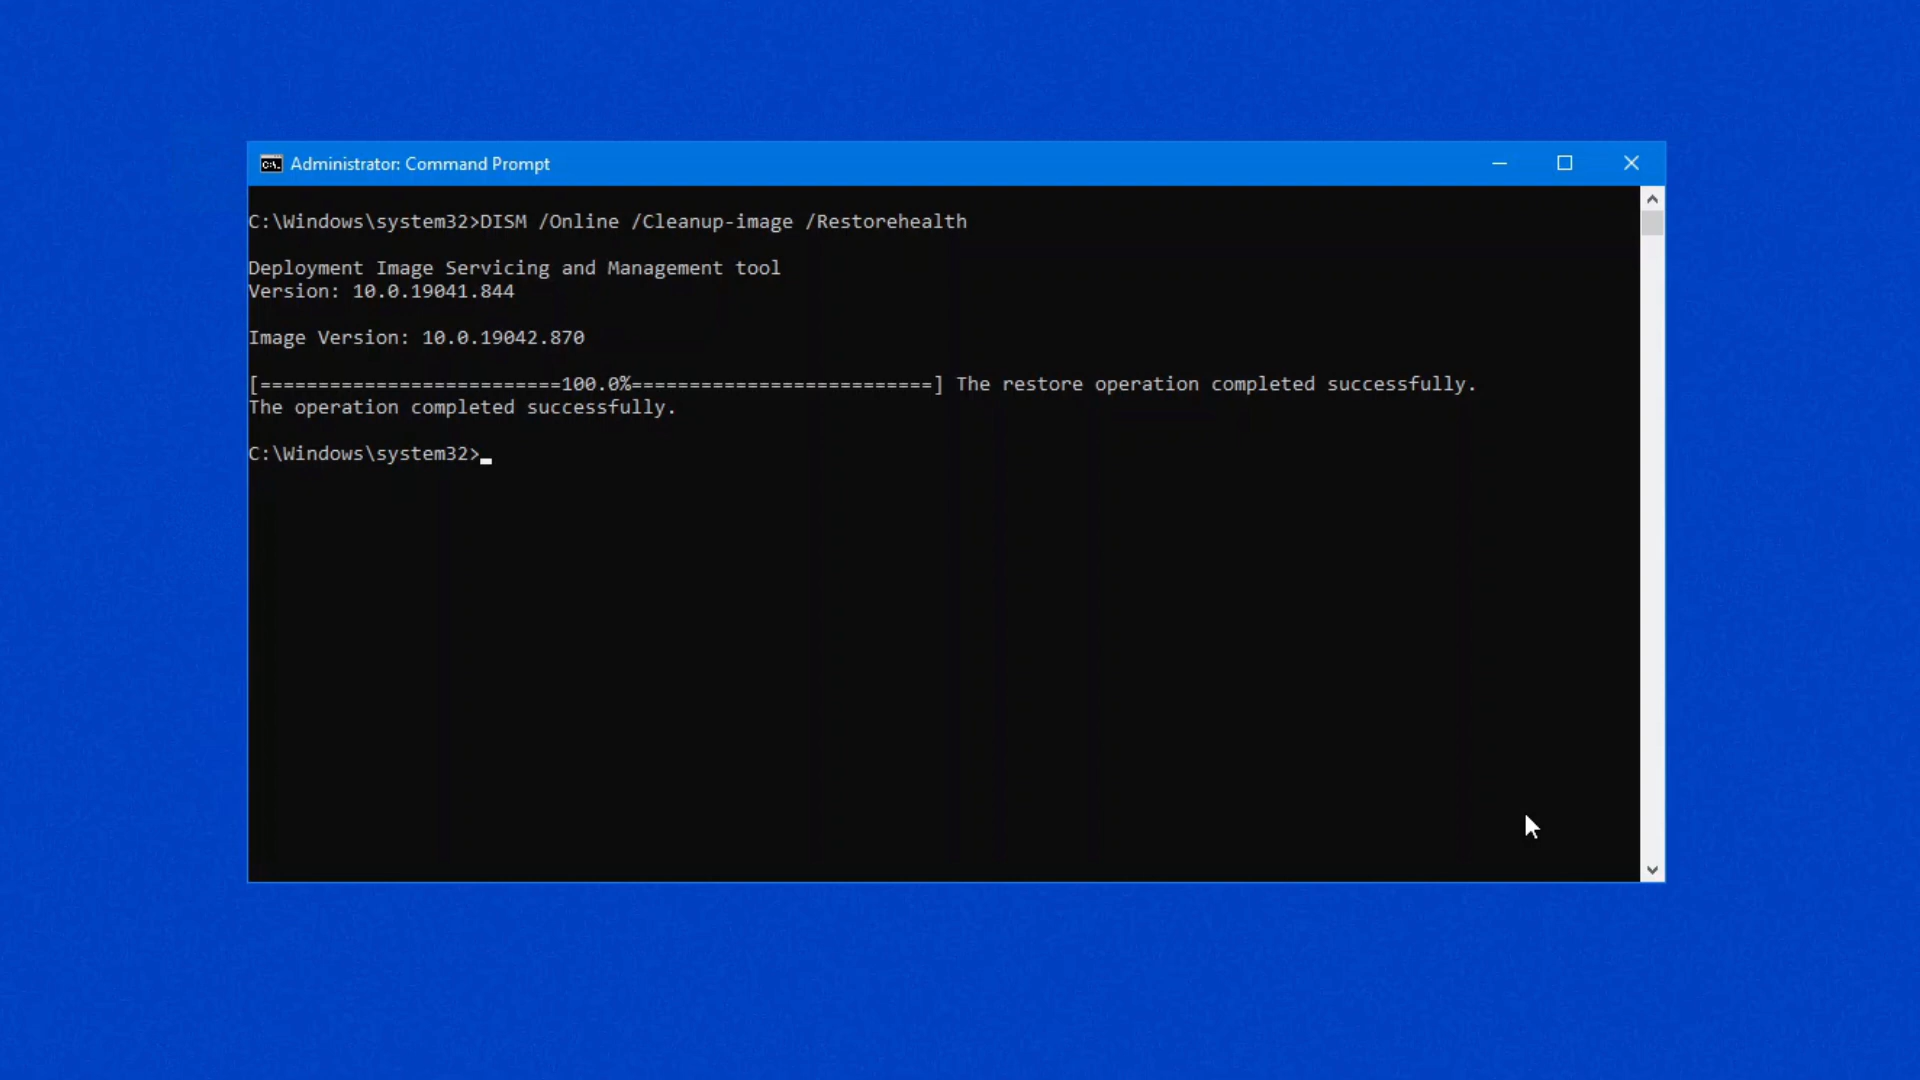 Administrator: Command Prompt
C:\Windows\system32>DISM /Online /Cleanup-image /Restorehealth
Deployment Image Servicing and Management tool
Version: 10.0.19041.844
Image Version: 10.0.19042.870
[==========================100.0%==========================] The restore operation completed successfully.
The operation completed successfully.
C:\Windows\system32>